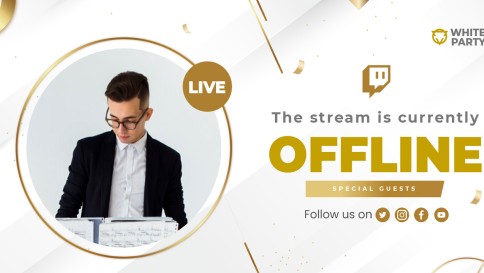 WHITE
PARTY
LIVE
The stream is currently
OFFLINE
SPECIAL GUESTS
Follow us on